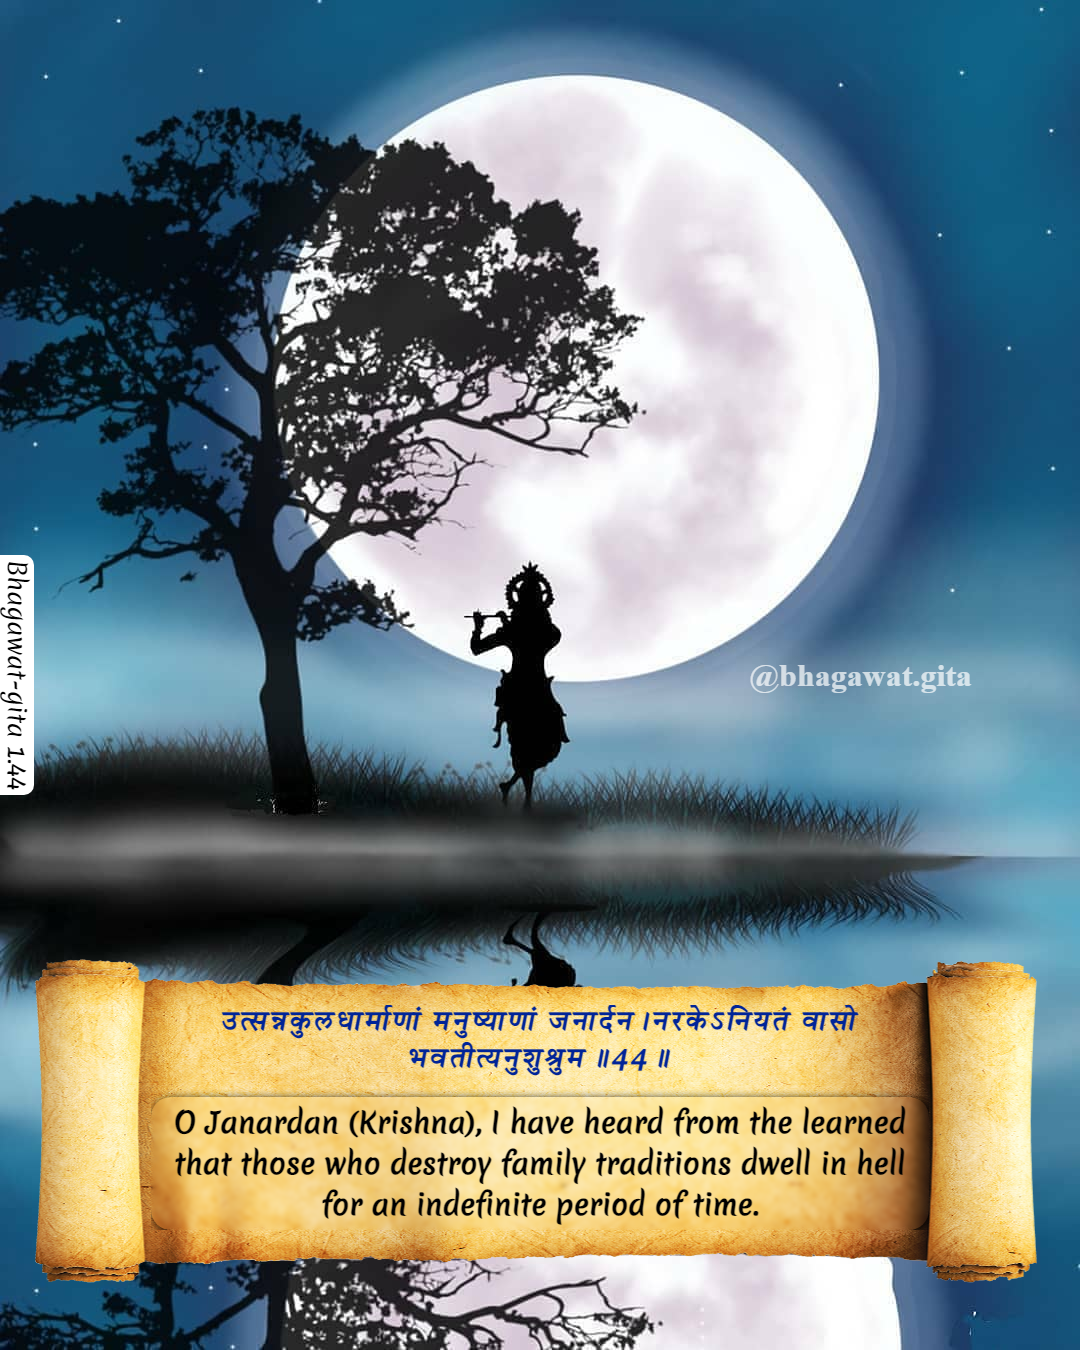 Bhagawat-gita 1.44
@bhagawat.gita
उत्सन्नकुलधार्माणां मनुष्याणां जनार्दन।नरकेऽनियतं वासो
भवतीत्यनुशुश्रुम ॥44॥
O Janardan (Krishna), I have heard from the learned
that those who destroy family traditions dwell in hell
for an indefinite period of time.